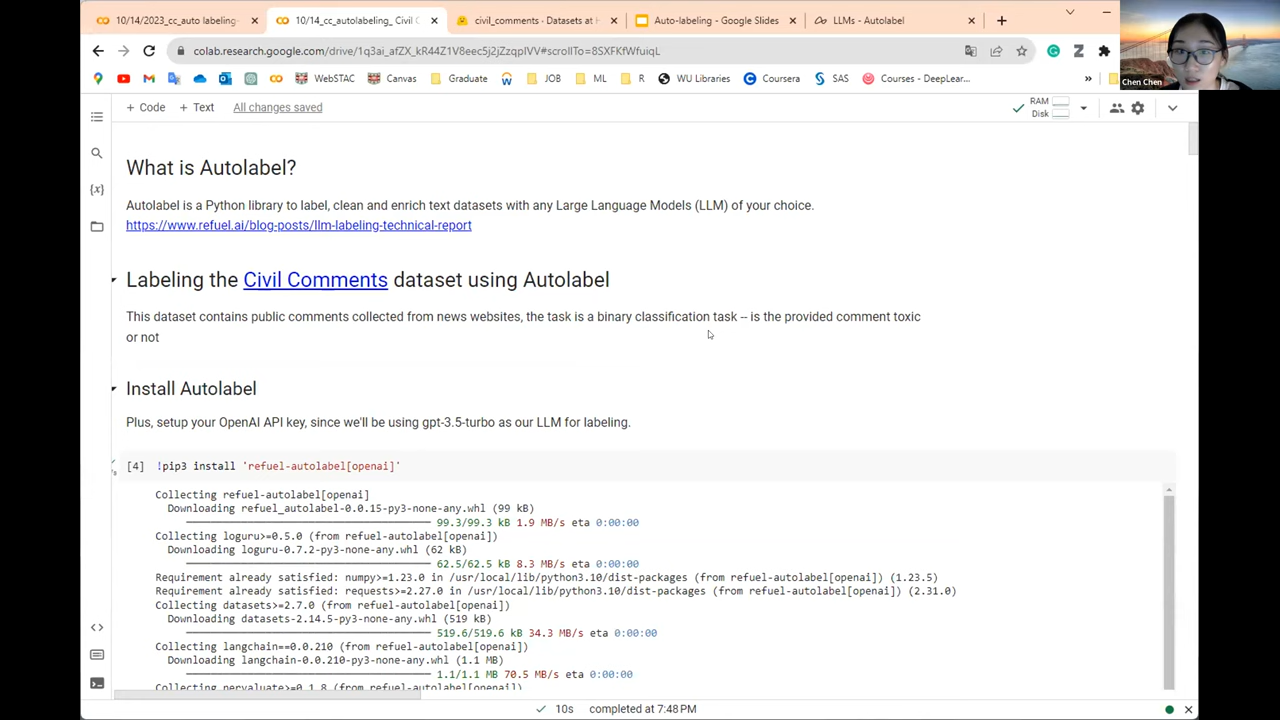 10/14/2023_cc_auto labeling-
10/14_cc_autolabeling_ Civil C
civil_comments · Datasets at H
Auto-labeling - Google Slides
LLMs - Autolabel
colab.research.google.com/drive/1q3ai_afZX_kR44Z1V8eec5j2jZzqpIVV#scrollTo=8SXFKfWfuiqL
WebSTAC
Canvas
Graduate
JOB
ML
R
WU Libraries
Coursera
SAS
Courses - DeepLear...
»
Chen Chen
+ Code + Text All changes saved
RAM
Disk
What is Autolabel?
Autolabel is a Python library to label, clean and enrich text datasets with any Large Language Models (LLM) of your choice.
https://www.refuel.ai/blog-posts/llm-labeling-technical-report
Labeling the Civil Comments dataset using Autolabel
This dataset contains public comments collected from news websites, the task is a binary classification task -- is the provided comment toxic
or not
Install Autolabel
Plus, setup your OpenAI API key, since we'll be using gpt-3.5-turbo as our LLM for labeling.
[4] !pip3 install 'refuel-autolabel[openai]'
Collecting refuel-autolabel[openai]
Downloading refuel_autolabel-0.0.15-py3-none-any.whl (99 kB)
99.3/99.3 kB 1.9 MB/s eta 0:00:00
Collecting loguru>=0.5.0 (from refuel-autolabel[openai])
Downloading loguru-0.7.2-py3-none-any.whl (62 kB)
62.5/62.5 kB 8.3 MB/s eta 0:00:00
Requirement already satisfied: numpy>=1.23.0 in /usr/local/lib/python3.10/dist-packages (from refuel-autolabel[openai]) (1.23.5)
Requirement already satisfied: requests>=2.27.0 in /usr/local/lib/python3.10/dist-packages (from refuel-autolabel[openai]) (2.31.0)
Collecting datasets>=2.7.0 (from refuel-autolabel[openai])
Downloading datasets-2.14.5-py3-none-any.whl (519 kB)
519.6/519.6 kB 34.3 MB/s eta 0:00:00
Collecting langchain==0.0.210 (from refuel-autolabel[openai])
Downloading langchain-0.0.210-py3-none-any.whl (1.1 MB)
1.1/1.1 MB 70.5 MB/s eta 0:00:00
Collecting nervaluate>=0.1.8 (from refuel-autolabel[openai])
10s completed at 7:48 PM